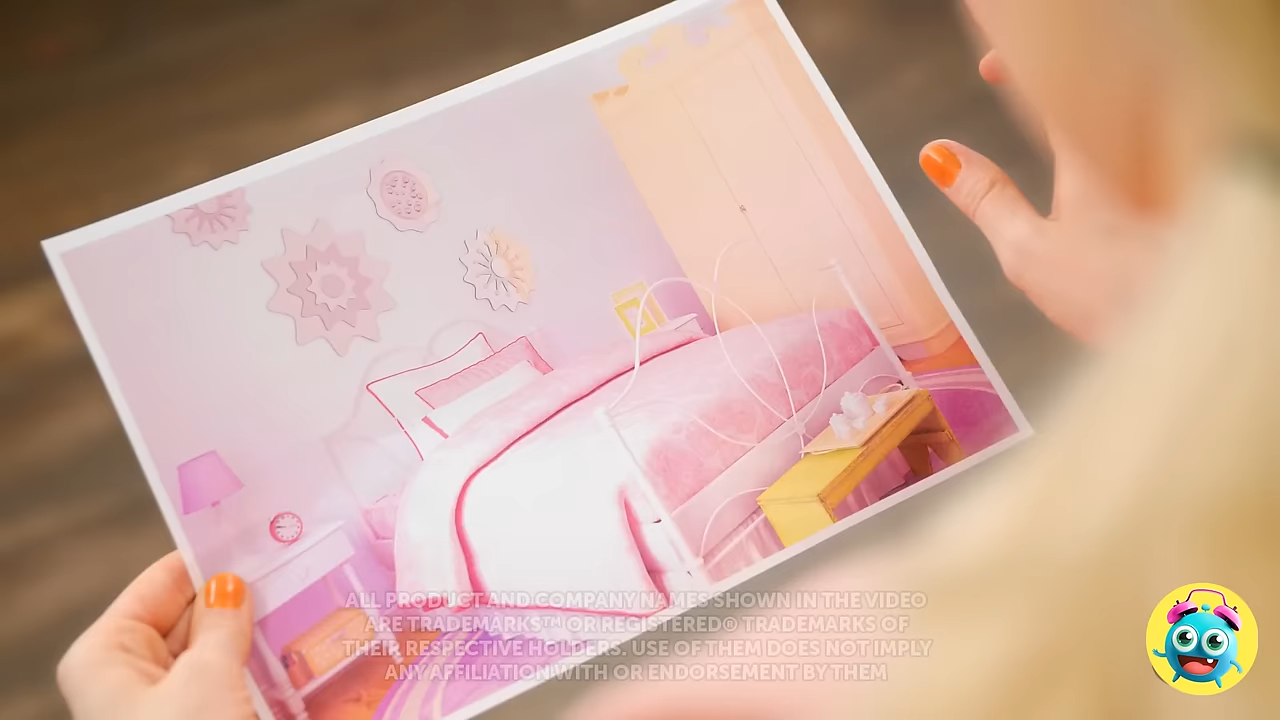 ALL PRODUCT AND COMPANY NAMES SHOWN IN THE VIDEO
ARE TRADEMARKS™ OR REGISTERED® TRADEMARKS OF
THEIR RESPECTIVE HOLDERS. USE OF THEM DOES NOT IMPLY
ANY AFFILIATION WITH OR ENDORSEMENT BY THEM